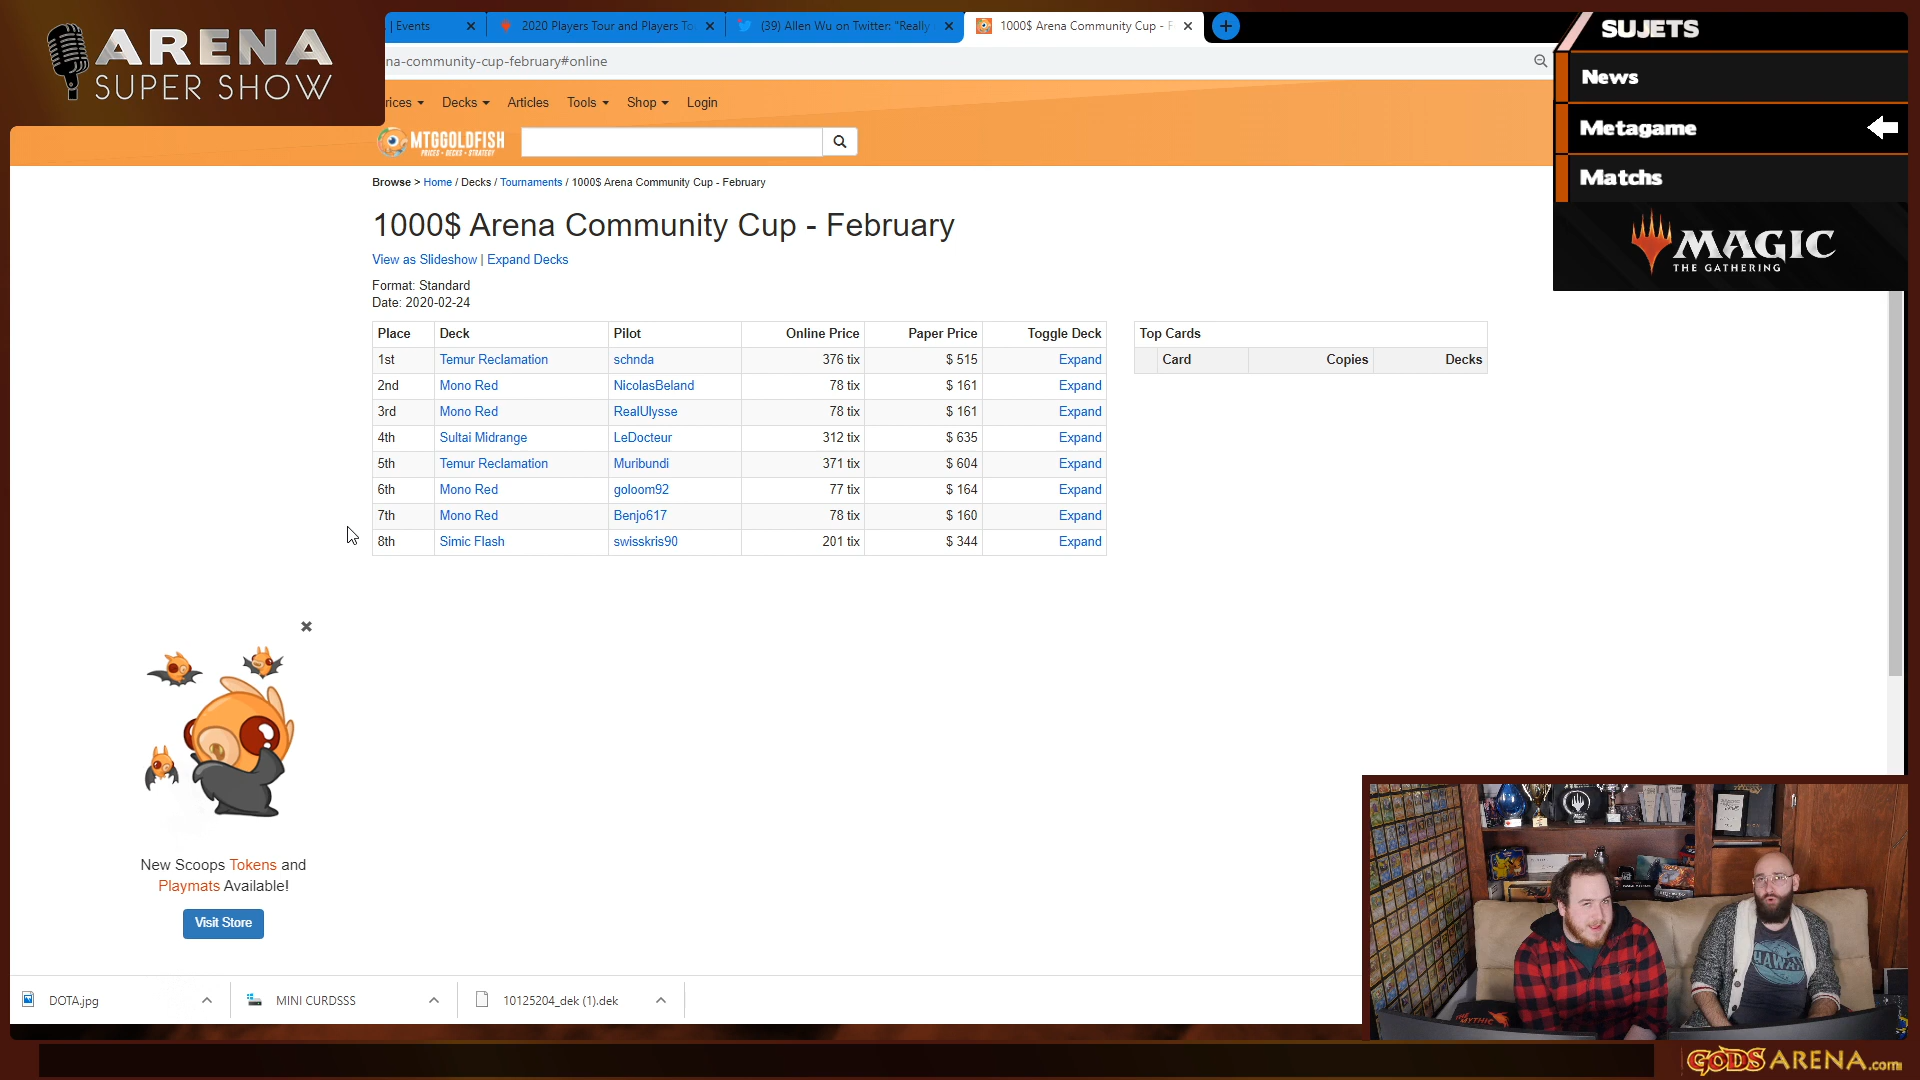 ARENA
SUPER SHOW
| Events
2020 Players Tour and Players To
(39) Allen Wu on Twitter: "Really
1000$ Arena Community Cup - F
na-community-cup-february#online
rices Decks Articles Tools Shop Login
MTGGOLDFISH
PRICES • DECKS • STRATEGY
Browse > Home / Decks / Tournaments / 1000$ Arena Community Cup - February
1000$ Arena Community Cup - February
View as Slideshow | Expand Decks
Format: Standard
Date: 2020-02-24
Place Deck Pilot Online Price Paper Price Toggle Deck
1st Temur Reclamation schnda 376 tix $ 515 Expand
2nd Mono Red NicolasBeland 78 tix $ 161 Expand
3rd Mono Red RealUlysse 78 tix $ 161 Expand
4th Sultai Midrange LeDocteur 312 tix $ 635 Expand
5th Temur Reclamation Muribundi 371 tix $ 604 Expand
6th Mono Red goloom92 77 tix $ 164 Expand
7th Mono Red Benjo617 78 tix $ 160 Expand
8th Simic Flash swisskris90 201 tix $ 344 Expand
Top Cards
Card Copies Decks
SUJETS
News
Metagame
Matchs
MAGIC
THE GATHERING
New Scoops Tokens and
Playmats Available!
Visit Store
DOTA.jpg
MINI CURDSSS
10125204_dek (1).dek
HAWAII
THE MYTHIC
GODSARENA.com